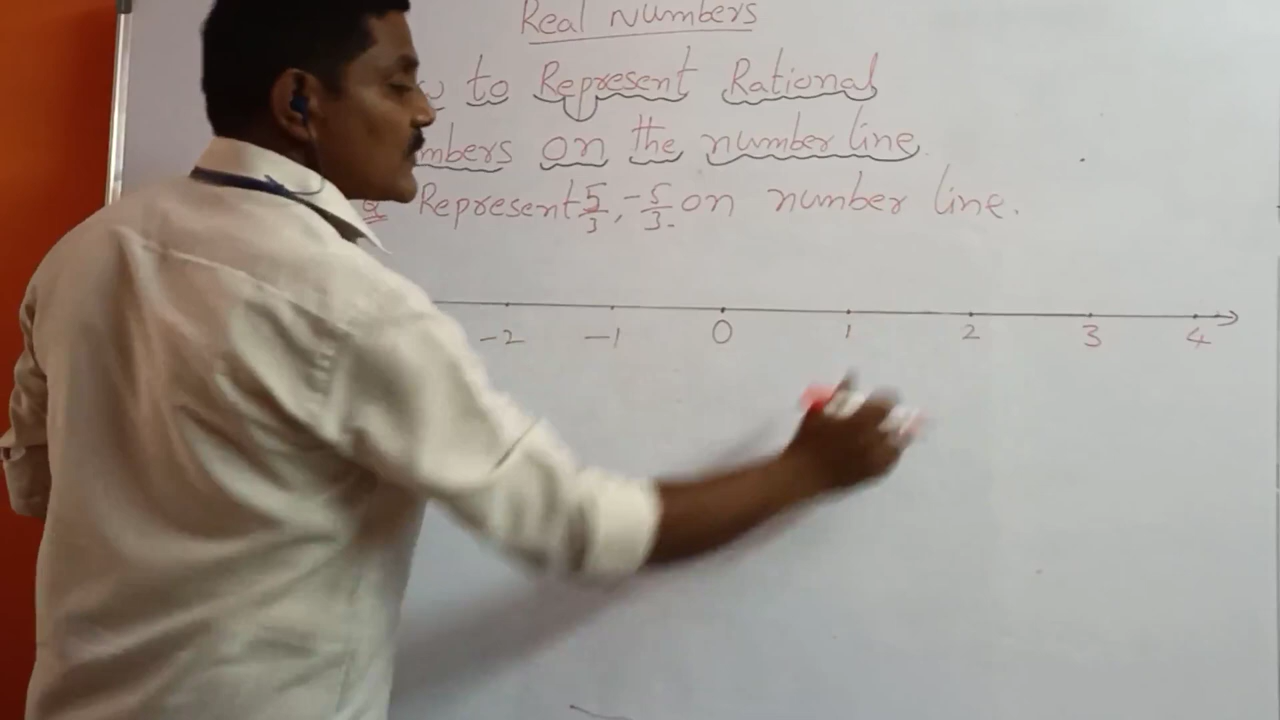 Real Numbers
to Represent Rational
mbers on the number line.
Represent 5/3, -5/3 on number line.
-2 -1 0 1 2 3 4